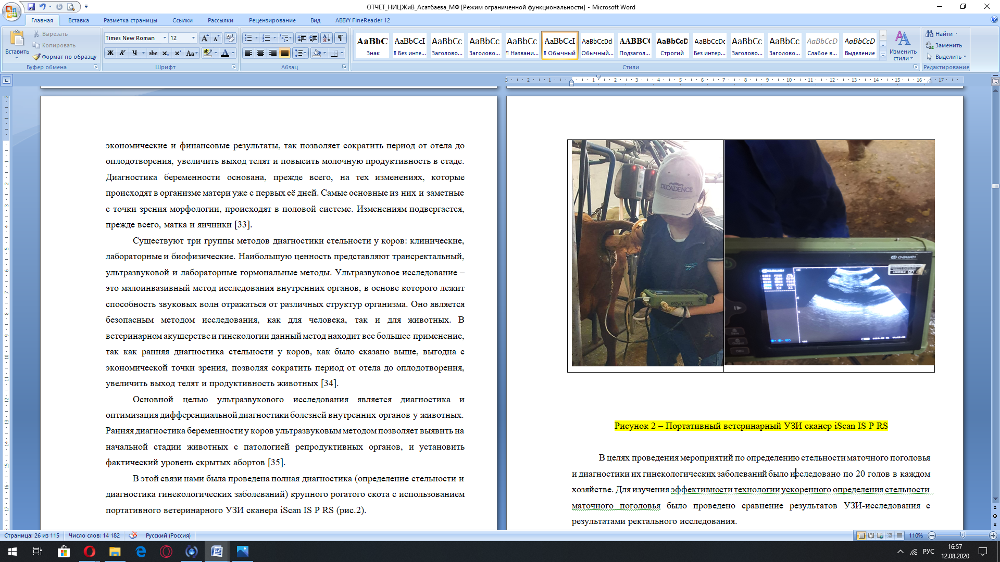 ОТЧЕТ_НИЦЖиВ_Асатбаева_МФ [Режим ограниченной функциональности] - Microsoft Word
Главная Вставка Разметка страницы Ссылки Рассылки Рецензирование Вид ABBYY FineReader 12
Вставить
Вырезать
Копировать
Формат по образцу
Буфер обмена
Times New Roman 12
Ж К Ч abc x₂ x² Aa
Шрифт
Абзац
AaBbC AaBbCcI AaBbCc AaBbCc AaBbCc AaBbCcI AaBbCcDd AABBC AaBbCcD AaBbCcDc AaBbCc AaBbCc AaBbCcD AaBbCcD
Знак ¶ Без инте... Заголово... Заголово... ¶ Названи... ¶ Обычный Обычный... Подзагол... Строгий Без интер... Заголово... Заголово... Слабое в... Выделение
Изменить стили
Стили
Найти
Заменить
Выделить
Редактирование
экономические и финансовые результаты, так позволяет сократить период от отела до
оплодотворения, увеличить выход телят и повысить молочную продуктивность в стаде.
Диагностика беременности основана, прежде всего, на тех изменениях, которые
происходят в организме матери уже с первых её дней. Самые основные из них и заметные
с точки зрения морфологии, происходят в половой системе. Изменениям подвергается,
прежде всего, матка и яичники [33].
Существуют три группы методов диагностики стельности у коров: клинические,
лабораторные и биофизические. Наибольшую ценность представляют трансректальный,
ультразвуковой и лабораторные гормональные методы. Ультразвуковое исследование –
это малоинвазивный метод исследования внутренних органов, в основе которого лежит
способность звуковых волн отражаться от различных структур организма. Оно является
безопасным методом исследования, как для человека, так и для животных. В
ветеринарном акушерстве и гинекологии данный метод находит все большее применение,
так как ранняя диагностика стельности у коров, как было сказано выше, выгодна с
экономической точки зрения, позволяя сократить период от отела до оплодотворения,
увеличить выход телят и продуктивность животных [34].
Основной целью ультразвукового исследования является диагностика и
оптимизация дифференциальной диагностики болезней внутренних органов у животных.
Ранняя диагностика беременности у коров ультразвуковым методом позволяет выявить на
начальной стадии животных с патологией репродуктивных органов, и установить
фактический уровень скрытых абортов [35].
В этой связи нами была проведена полная диагностика (определение стельности и
диагностика гинекологических заболеваний) крупного рогатого скота с использованием
портативного ветеринарного УЗИ сканера iScan IS P RS (рис.2).
DECADENCE
DAWEI
FRONT
DAWEI
Рисунок 2 – Портативный ветеринарный УЗИ сканер iScan IS P RS
В целях проведения мероприятий по определению стельности маточного поголовья
и диагностики их гинекологических заболеваний было исследовано по 20 голов в каждом
хозяйстве. Для изучения эффективности технологии ускоренного определения стельности
маточного поголовья было проведено сравнение результатов УЗИ-исследования с
результатами ректального исследования.
Страница: 26 из 115 Число слов: 14 182 Русский (Россия) 110%
РУС 16:57
12.08.2020